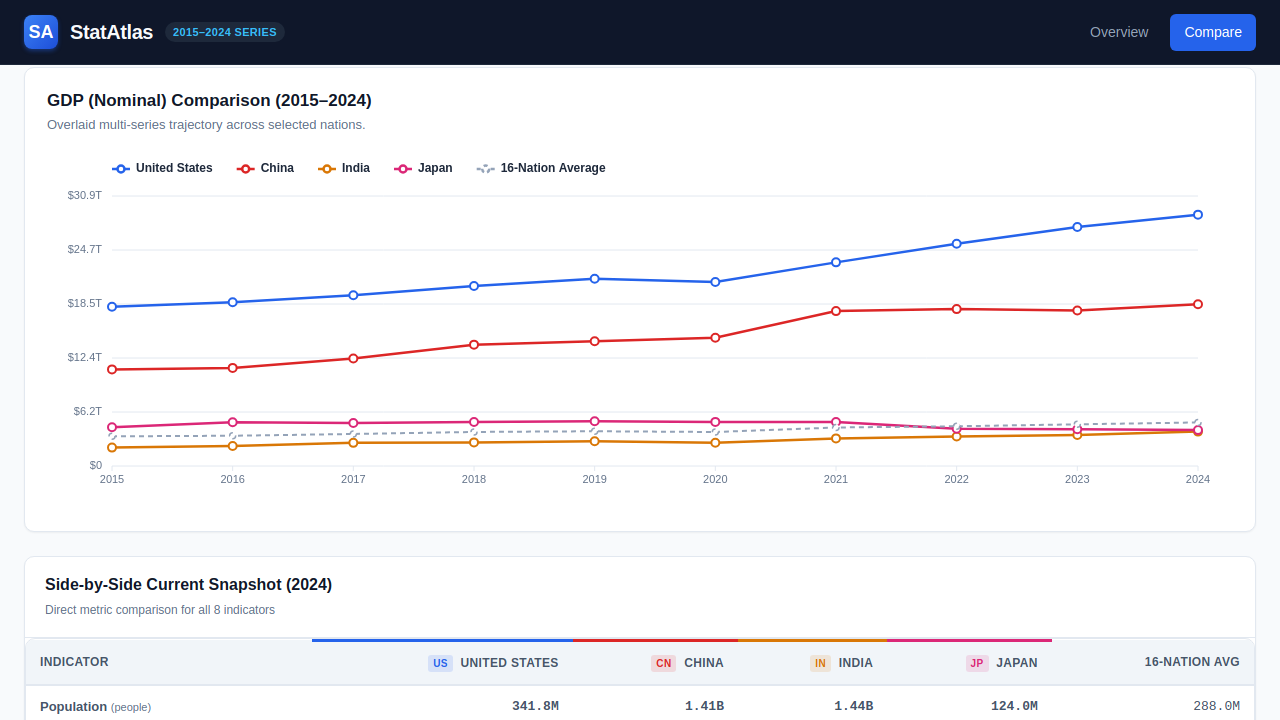 SA StatAtlas 2015–2024 SERIES Overview Compare
GDP (Nominal) Comparison (2015–2024)
Overlaid multi-series trajectory across selected nations.
United States China India Japan 16-Nation Average
$30.9T
$24.7T
$18.5T
$12.4T
$6.2T
$0
2015 2016 2017 2018 2019 2020 2021 2022 2023 2024
Side-by-Side Current Snapshot (2024)
Direct metric comparison for all 8 indicators
INDICATOR US UNITED STATES CN CHINA IN INDIA JP JAPAN 16-NATION AVG
Population (people) 341.8M 1.41B 1.44B 124.0M 288.0M